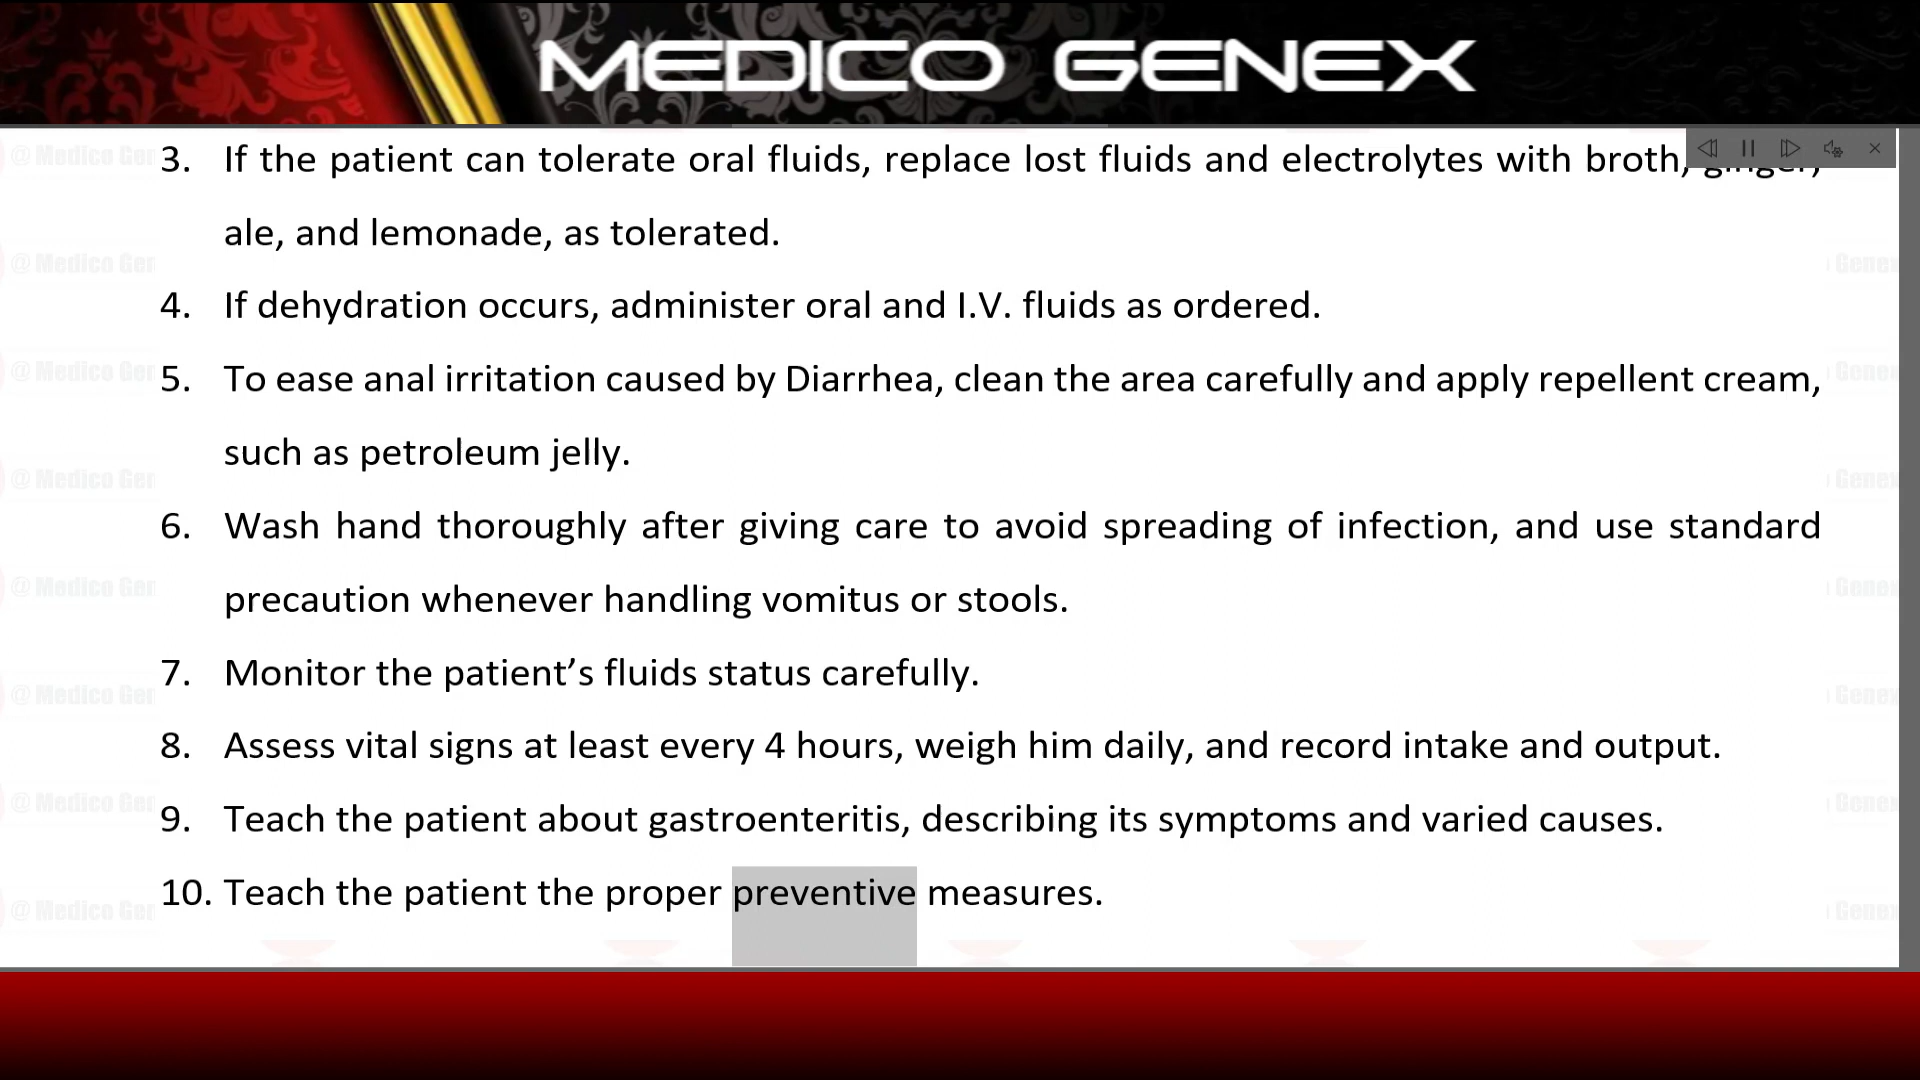 MEDICO GENEX
3. If the patient can tolerate oral fluids, replace lost fluids and electrolytes with broth, ginger,
ale, and lemonade, as tolerated.
4. If dehydration occurs, administer oral and I.V. fluids as ordered.
5. To ease anal irritation caused by Diarrhea, clean the area carefully and apply repellent cream,
such as petroleum jelly.
6. Wash hand thoroughly after giving care to avoid spreading of infection, and use standard
precaution whenever handling vomitus or stools.
7. Monitor the patient’s fluids status carefully.
8. Assess vital signs at least every 4 hours, weigh him daily, and record intake and output.
9. Teach the patient about gastroenteritis, describing its symptoms and varied causes.
10. Teach the patient the proper preventive measures.